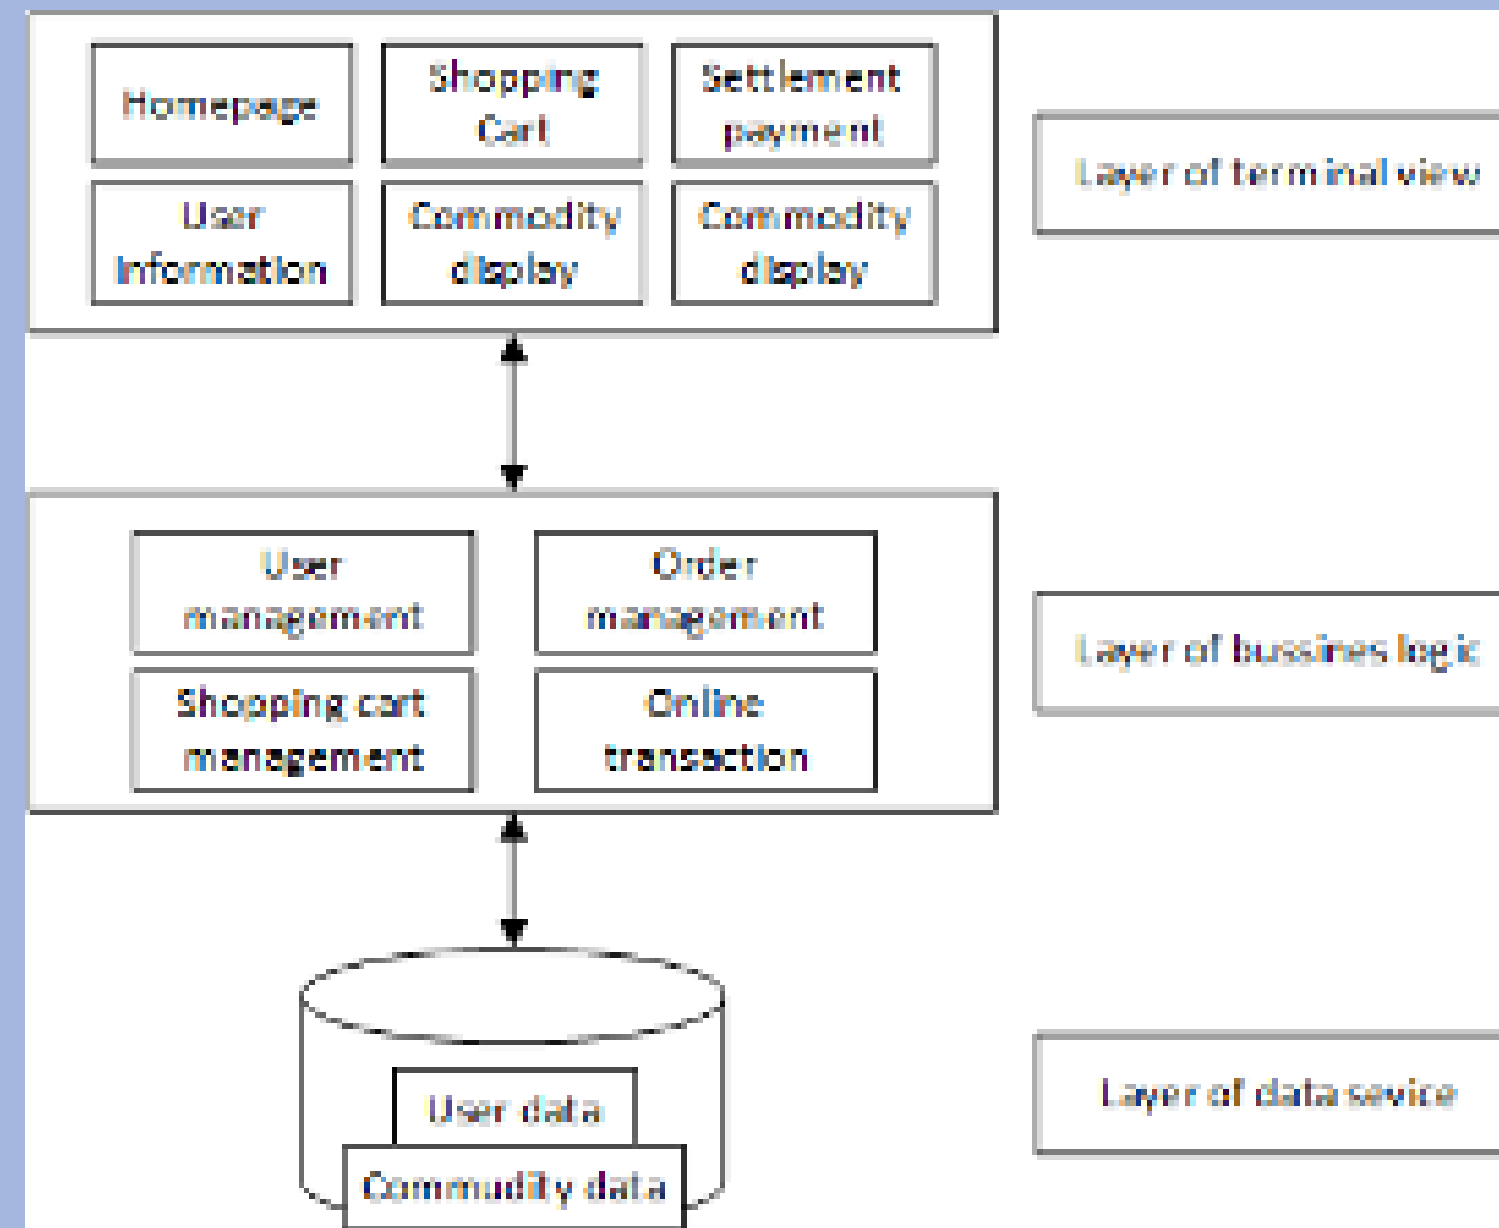 Homepage
Shopping
Cart
Settlement
payment
User
Information
Commodity
display
Commodity
display
Layer of terminal view
User
management
Order
management
Shopping cart
management
Online
transaction
Layer of bussines logic
User data
Commudity data
Layer of data sevice